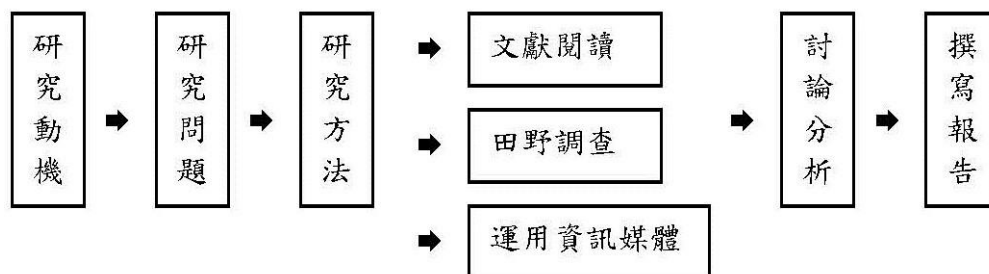 研究動機
研究問題
研究方法
文獻閱讀
田野調查
運用資訊媒體
討論分析
撰寫報告